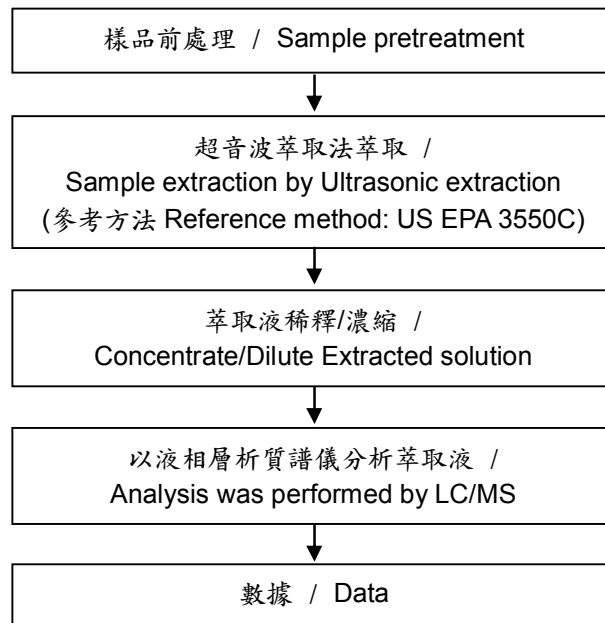 樣品前處理 / Sample pretreatment
超音波萃取法萃取 /
Sample extraction by Ultrasonic extraction
(參考方法 Reference method: US EPA 3550C)
萃取液稀釋/濃縮 /
Concentrate/Dilute Extracted solution
以液相層析質譜儀分析萃取液 /
Analysis was performed by LC/MS
數據 / Data